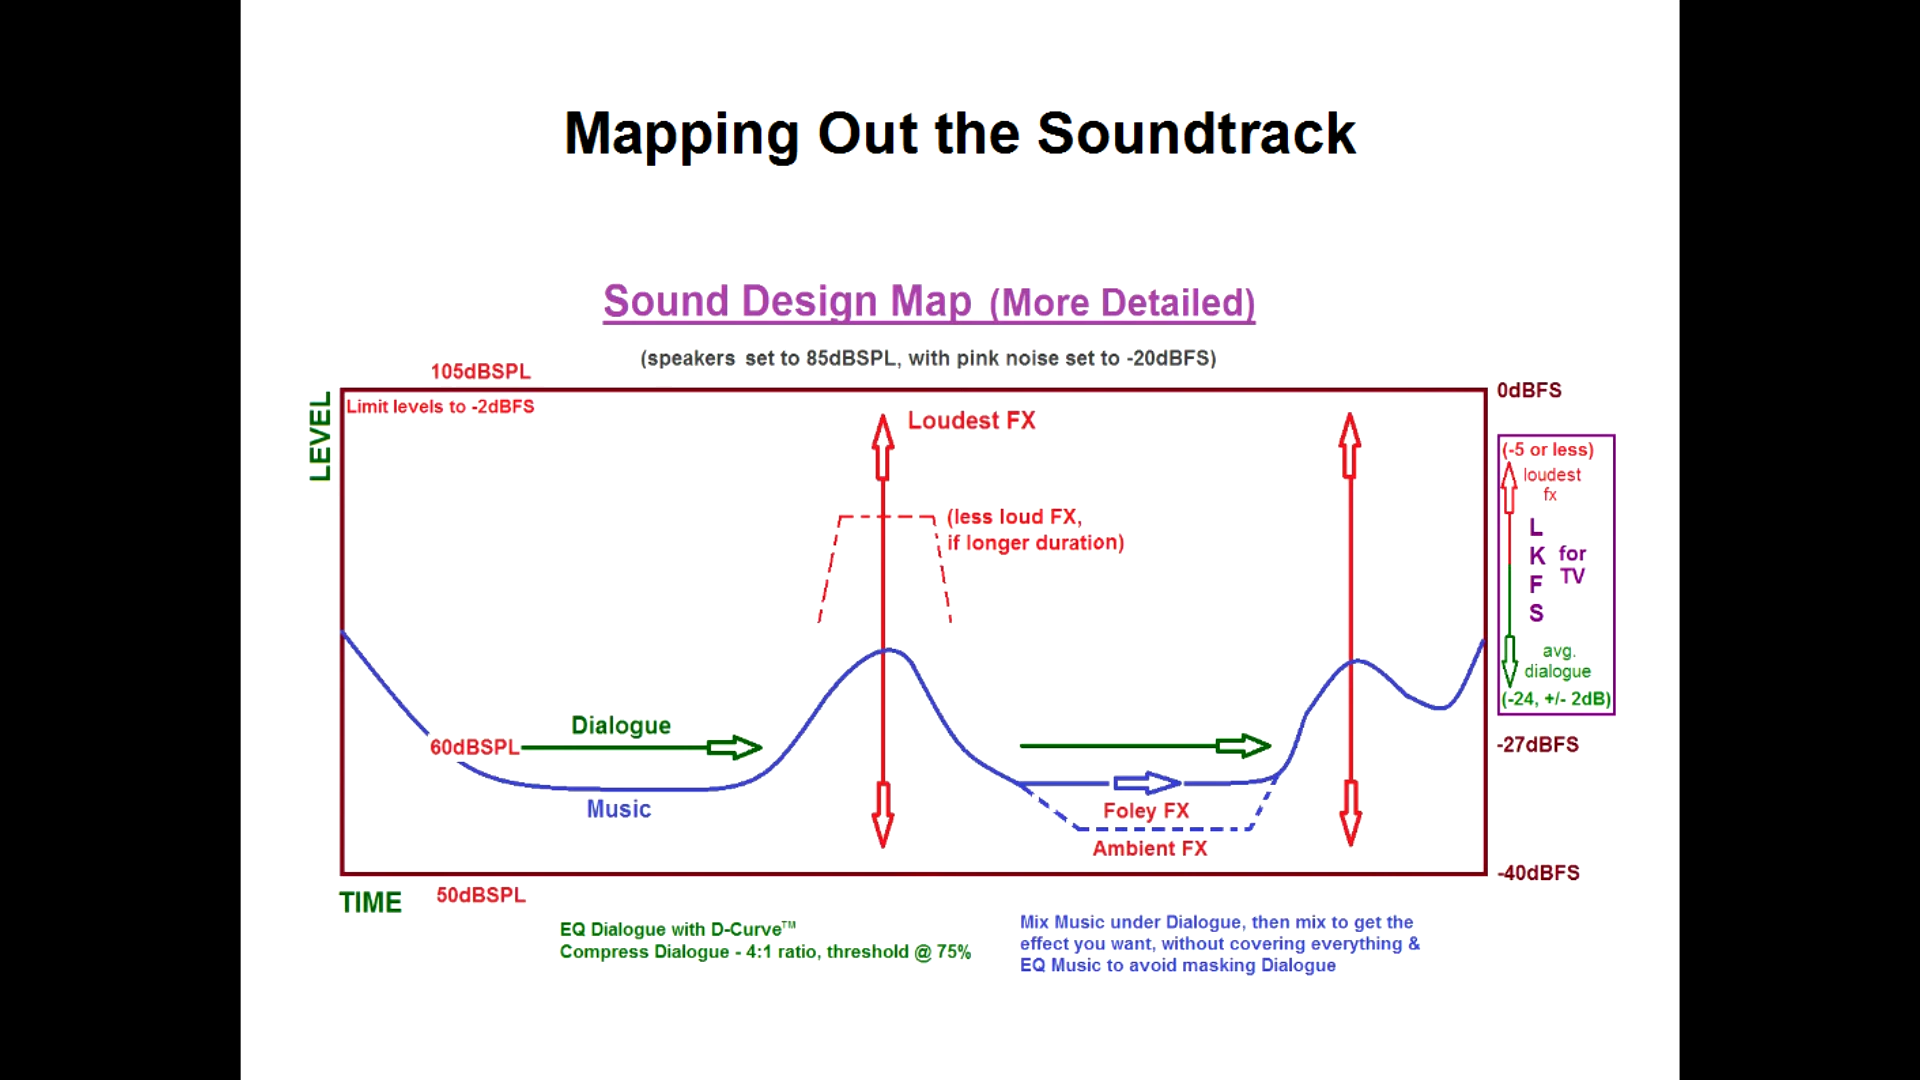 Mapping Out the Soundtrack
Sound Design Map (More Detailed)
(speakers set to 85dBSPL, with pink noise set to -20dBFS)
105dBSPL
0dBFS
LEVEL
Limit levels to -2dBFS
Loudest FX
(less loud FX,
if longer duration)
(-5 or less)
loudest
fx
L
K
F
S
for
TV
avg.
dialogue
(-24, +/- 2dB)
Dialogue
60dBSPL
-27dBFS
Music
Foley FX
Ambient FX
-40dBFS
TIME
50dBSPL
EQ Dialogue with D-Curve™
Compress Dialogue - 4:1 ratio, threshold @ 75%
Mix Music under Dialogue, then mix to get the
effect you want, without covering everything &
EQ Music to avoid masking Dialogue